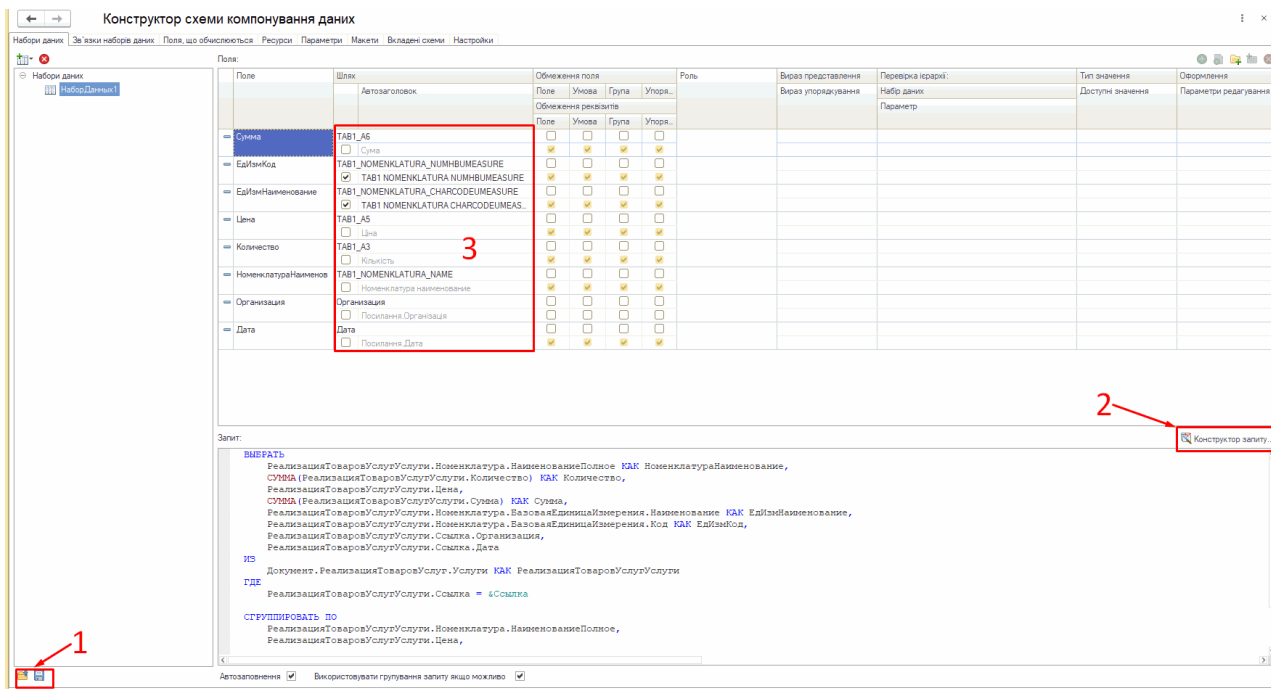 Конструктор схеми компонування даних
Набори даних Зв`язки наборів даних Поля, що обчислюються Ресурси Параметри Макети Вкладені схеми Настройки
Поля:
Набори даних
НаборДанных1
Поле Шлях Обмеження поля Роль Вираз представлення Перевірка ієрархії: Тип значення Оформлення
Автозаголовок Поле Умова Група Упоря... Вираз упорядкування Набір даних Доступні значення Параметри редагування
Обмеження реквізитів Параметр
Поле Умова Група Упоря...
Сумма TAB1_A6
Сума
ЕдИзмКод TAB1_NOMENKLATURA_NUMHBUMEASURE
TAB1 NOMENKLATURA NUMHBUMEASURE
ЕдИзмНаименование TAB1_NOMENKLATURA_CHARCODEUMEASURE
TAB1 NOMENKLATURA CHARCODEUMEAS...
Цена TAB1_A5
Ціна
Количество TAB1_A3
Кількість
3
НоменклатураНаименов TAB1_NOMENKLATURA_NAME
Номенклатура наименование
Организация Организация
Посилання.Організація
Дата Дата
Посилання.Дата
2
Запит: Конструктор запиту...
ВЫБРАТЬ
РеализацияТоваровУслугУслуги.Номенклатура.НаименованиеПолное КАК НоменклатураНаименование,
СУММА(РеализацияТоваровУслугУслуги.Количество) КАК Количество,
РеализацияТоваровУслугУслуги.Цена,
СУММА(РеализацияТоваровУслугУслуги.Сумма) КАК Сумма,
РеализацияТоваровУслугУслуги.Номенклатура.БазоваяЕдиницаИзмерения.Наименование КАК ЕдИзмНаименование,
РеализацияТоваровУслугУслуги.Номенклатура.БазоваяЕдиницаИзмерения.Код КАК ЕдИзмКод,
РеализацияТоваровУслугУслуги.Ссылка.Организация,
РеализацияТоваровУслугУслуги.Ссылка.Дата
ИЗ
Документ.РеализацияТоваровУслуг.Услуги КАК РеализацияТоваровУслугУслуги
ГДЕ
РеализацияТоваровУслугУслуги.Ссылка = &Ссылка
СГРУППИРОВАТЬ ПО
РеализацияТоваровУслугУслуги.Номенклатура.НаименованиеПолное,
РеализацияТоваровУслугУслуги.Цена,
1
Автозаповнення Використовувати групування запиту якщо можливо